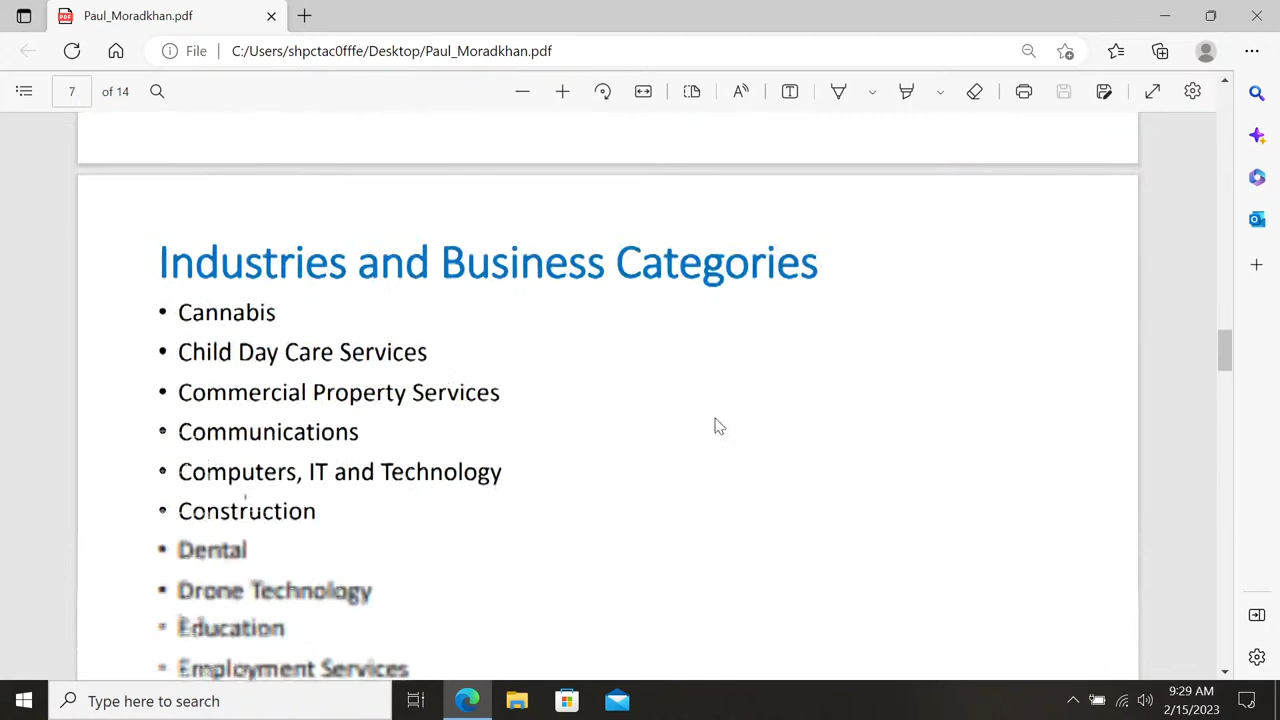 Paul_Moradkhan.pdf
File
C:/Users/shpctac0fffe/Desktop/Paul_Moradkhan.pdf
7 of 14
Industries and Business Categories
• Cannabis
• Child Day Care Services
• Commercial Property Services
• Communications
• Computers, IT and Technology
• Construction
• Dental
• Drone Technology
• Education
• Employment Services
Type here to search
9:29 AM
2/15/2023